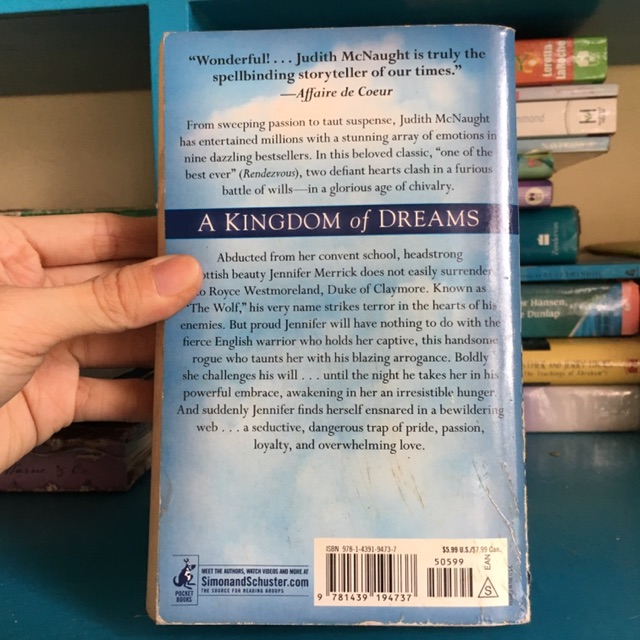 "Wonderful! . . . Judith McNaught is truly the
spellbinding storyteller of our times."
—Affaire de Coeur
From sweeping passion to taut suspense, Judith McNaught
has entertained millions with a stunning array of emotions in
nine dazzling bestsellers. In this beloved classic, "one of the
best ever" (Rendezvous), two defiant hearts clash in a furious
battle of wills—in a glorious age of chivalry.
A KINGDOM of DREAMS
Abducted from her convent school, headstrong
ottish beauty Jennifer Merrick does not easily surrender
to Royce Westmoreland, Duke of Claymore. Known as
"The Wolf," his very name strikes terror in the hearts of his
enemies. But proud Jennifer will have nothing to do with the
fierce English warrior who holds her captive, this handsome
rogue who taunts her with his blazing arrogance. Boldly
she challenges his will . . . until the night he takes her in his
powerful embrace, awakening in her an irresistible hunger.
And suddenly Jennifer finds herself ensnared in a bewildering
web . . . a seductive, dangerous trap of pride, passion,
loyalty, and overwhelming love.
ISBN 978-1-4391-9473-7
$5.99 U.S./$7.99 Can.
50599
EAN
S
9 781439 194737
POCKET
BOOKS
MEET THE AUTHORS, WATCH VIDEOS AND MORE AT
SimonandSchuster.com
THE SOURCE FOR READING GROUPS
Loretta
LaRoche
Hansen,
Dunlap